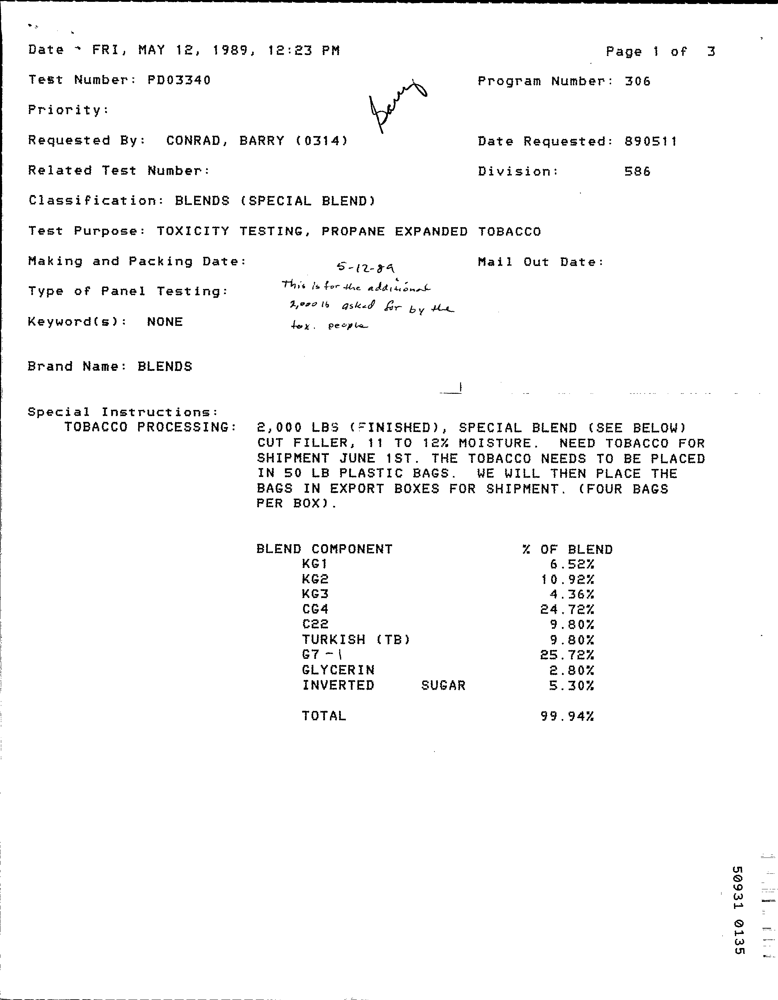 Date - FRI, MAY 12, 1989, 12:23 PM Page 1 of 3
Test Number: PD03340 Program Number: 306
Barry
Priority:
Requested By: CONRAD, BARRY (0314) Date Requested: 890511
Related Test Number: Division: 586
Classification: BLENDS (SPECIAL BLEND)
Test Purpose: TOXICITY TESTING, PROPANE EXPANDED TOBACCO
Making and Packing Date: Mail Out Date:
5-12-89
This is for the additional
Type of Panel Testing:
2,000 lb asked for by the
Keyword(s): NONE
tox. people
Brand Name: BLENDS
Special Instructions:
TOBACCO PROCESSING: 2,000 LBS (FINISHED), SPECIAL BLEND (SEE BELOW)
CUT FILLER, 11 TO 12% MOISTURE. NEED TOBACCO FOR
SHIPMENT JUNE 1ST. THE TOBACCO NEEDS TO BE PLACED
IN 50 LB PLASTIC BAGS. WE WILL THEN PLACE THE
BAGS IN EXPORT BOXES FOR SHIPMENT. (FOUR BAGS
PER BOX).
BLEND COMPONENT % OF BLEND
KG1 6.52%
KG2 10.92%
KG3 4.36%
CG4 24.72%
C22 9.80%
TURKISH (TB) 9.80%
G7-1 25.72%
GLYCERIN 2.80%
INVERTED SUGAR 5.30%
TOTAL 99.94%
50931 0135